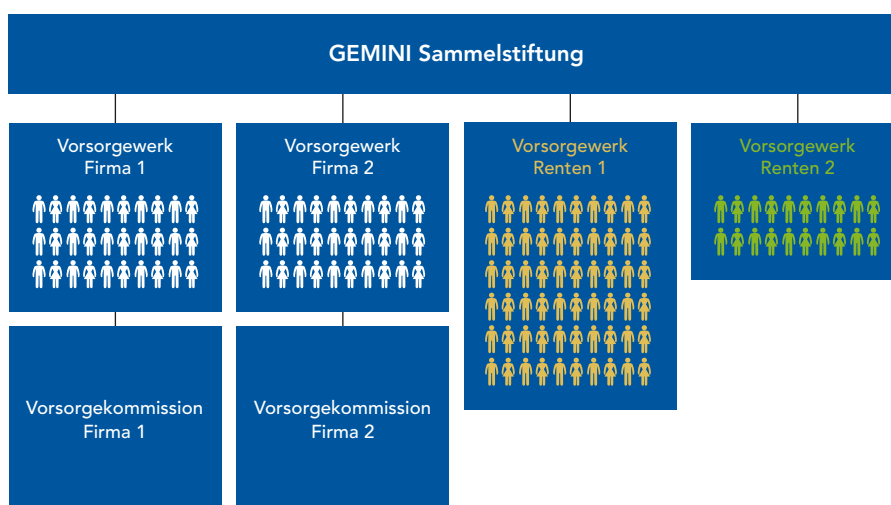 GEMINI Sammelstiftung
Vorsorgewerk
Firma 1
Vorsorgewerk
Firma 2
Vorsorgewerk
Renten 1
Vorsorgewerk
Renten 2
Vorsorgekommission
Firma 1
Vorsorgekommission
Firma 2